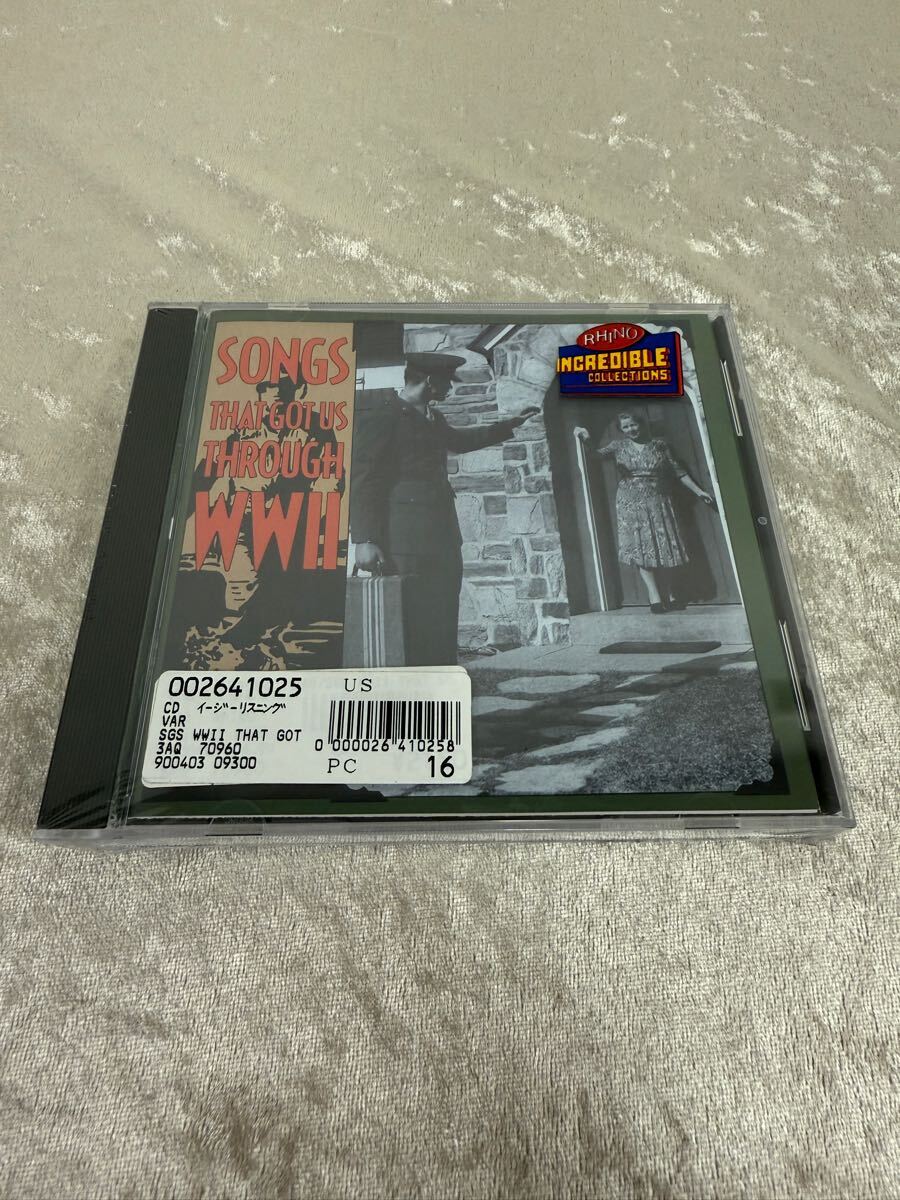 SONGS
THAT GOT US
THROUGH
WWII
RHINO
INCREDIBLE
COLLECTIONS
002641025 US
CD イージーリスニング
VAR
SGS WWII THAT GOT
3AQ 70960
900403 09300
0 000026 410258
PC 16